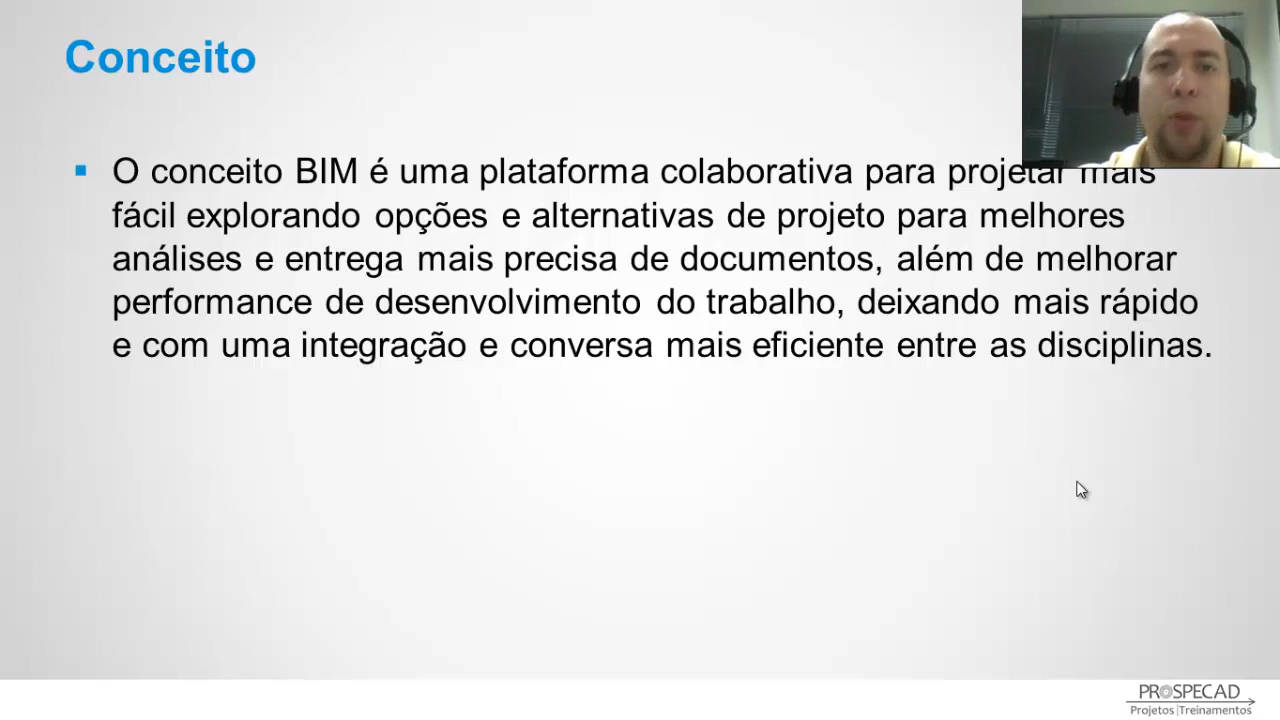 Conceito
O conceito BIM é uma plataforma colaborativa para projetar mais
fácil explorando opções e alternativas de projeto para melhores
análises e entrega mais precisa de documentos, além de melhorar
performance de desenvolvimento do trabalho, deixando mais rápido
e com uma integração e conversa mais eficiente entre as disciplinas.
PROSPECAD
Projetos|Treinamentos